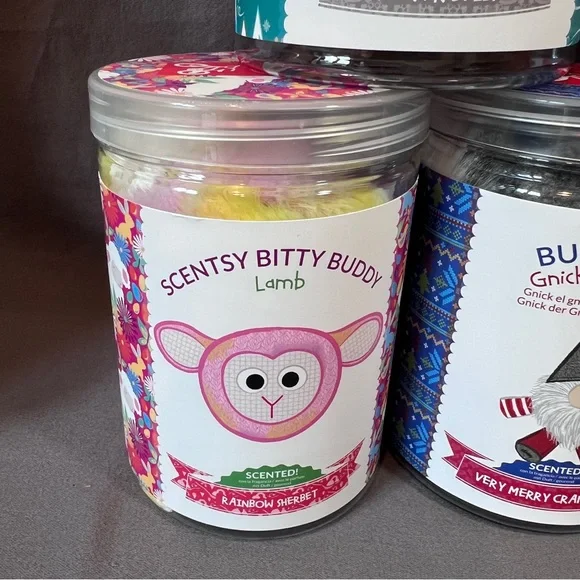 SCENTSY BITTY BUDDY
Lamb
SCENTED!
RAINBOW SHERBET
BU
Gnick
Gnick el gn
Gnick der Gn
SCENTED
VERY MERRY CRAN